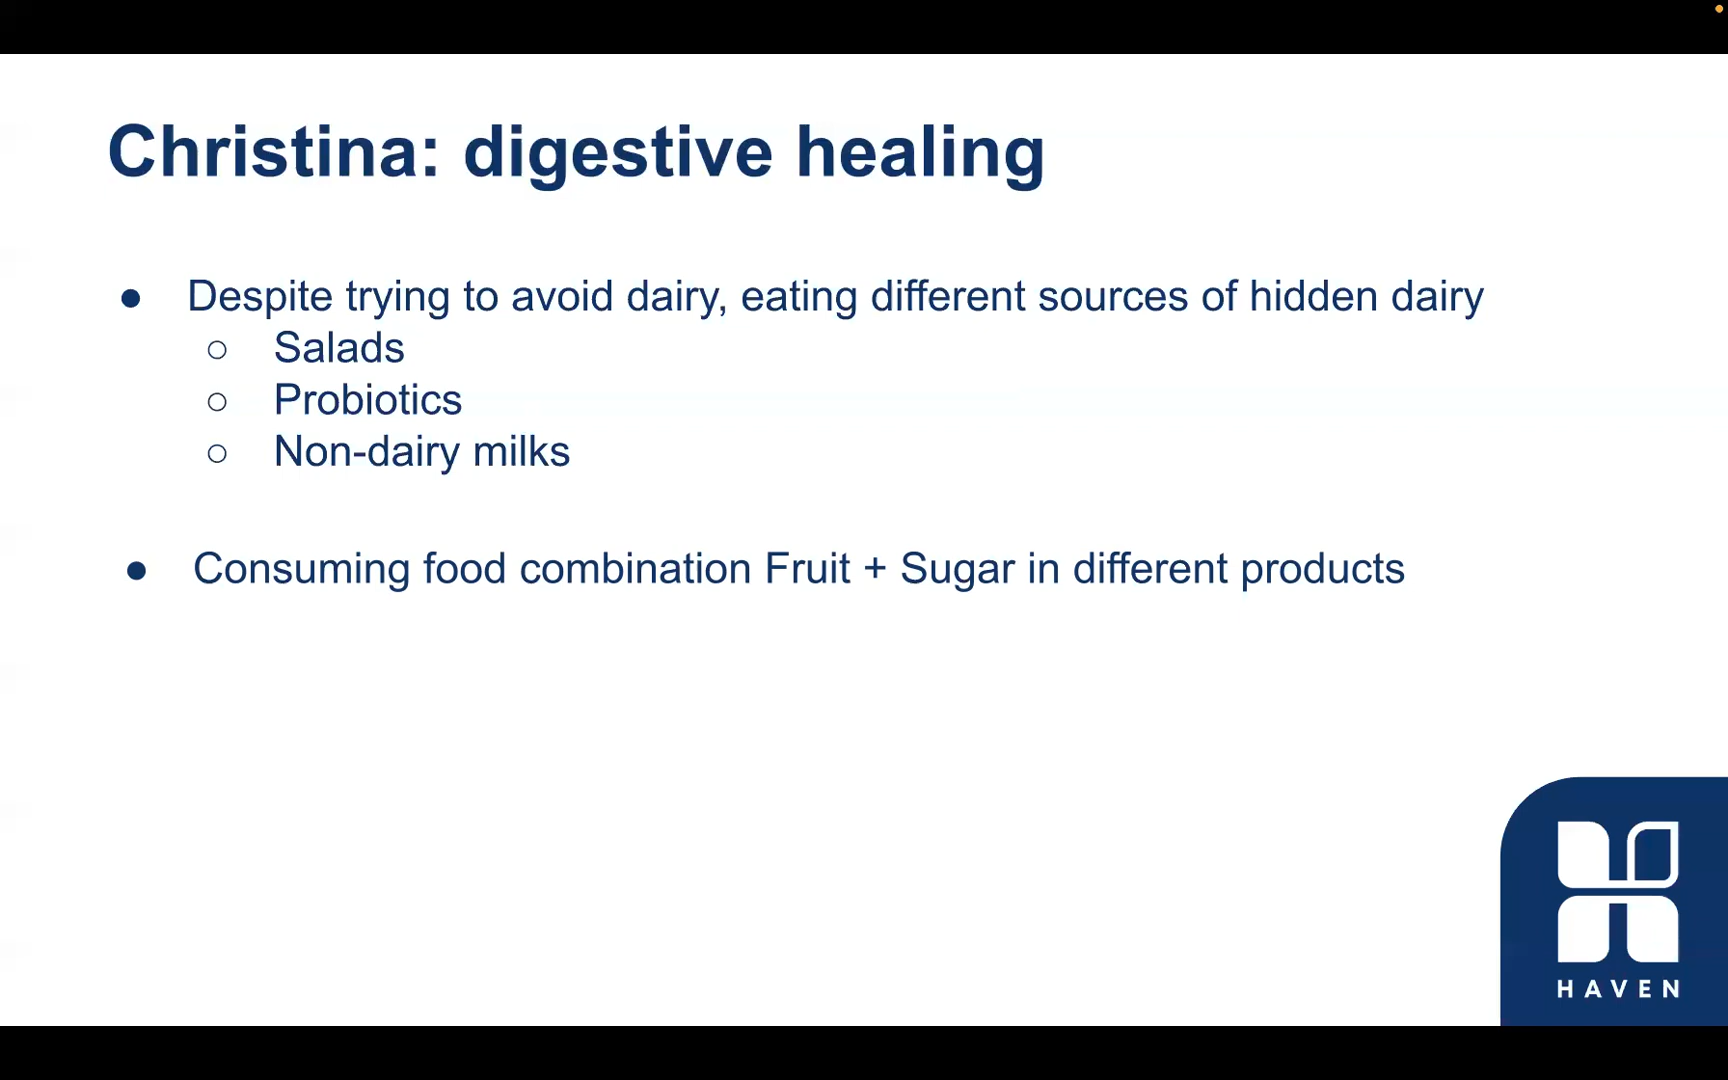 Christina: digestive healing
● Despite trying to avoid dairy, eating different sources of hidden dairy
○ Salads
○ Probiotics
○ Non-dairy milks
● Consuming food combination Fruit + Sugar in different products
HAVEN